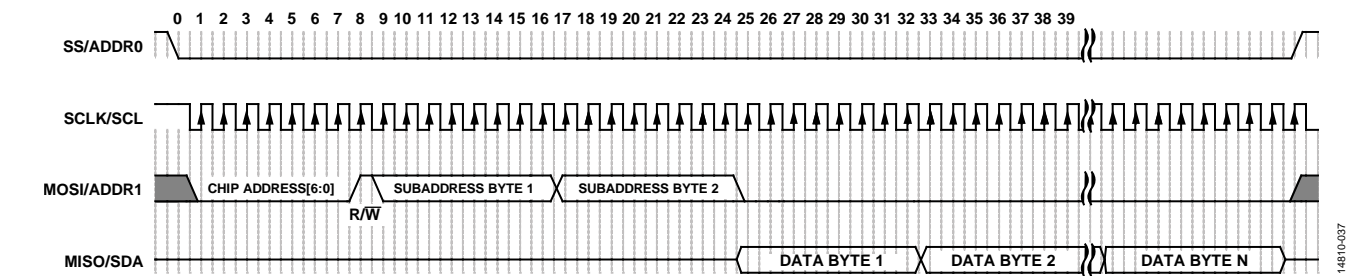 0 1 2 3 4 5 6 7 8 9 10 11 12 13 14 15 16 17 18 19 20 21 22 23 24 25 26 27 28 29 30 31 32 33 34 35 36 37 38 39
SS/ADDR0
SCLK/SCL
MOSI/ADDR1 CHIP ADDRESS[6:0] SUBADDRESS BYTE 1 SUBADDRESS BYTE 2
R/W̅
MISO/SDA DATA BYTE 1 DATA BYTE 2 DATA BYTE N
14810-037